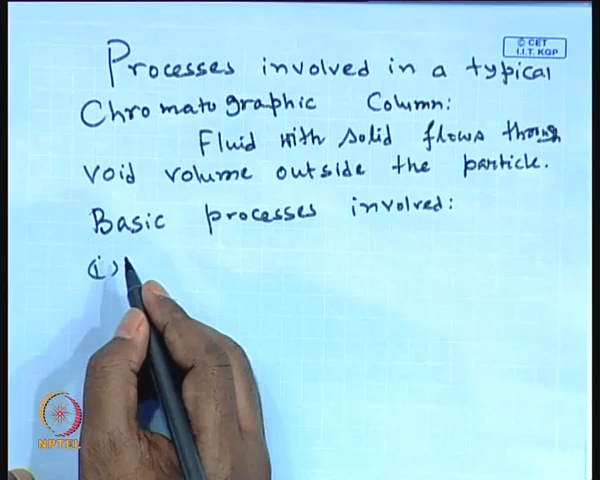 © CET
I.I.T. KGP
Processes involved in a typical
Chromatographic Column:
Fluid with solid flows through
void volume outside the particle.
Basic processes involved:
(i)
NPTEL